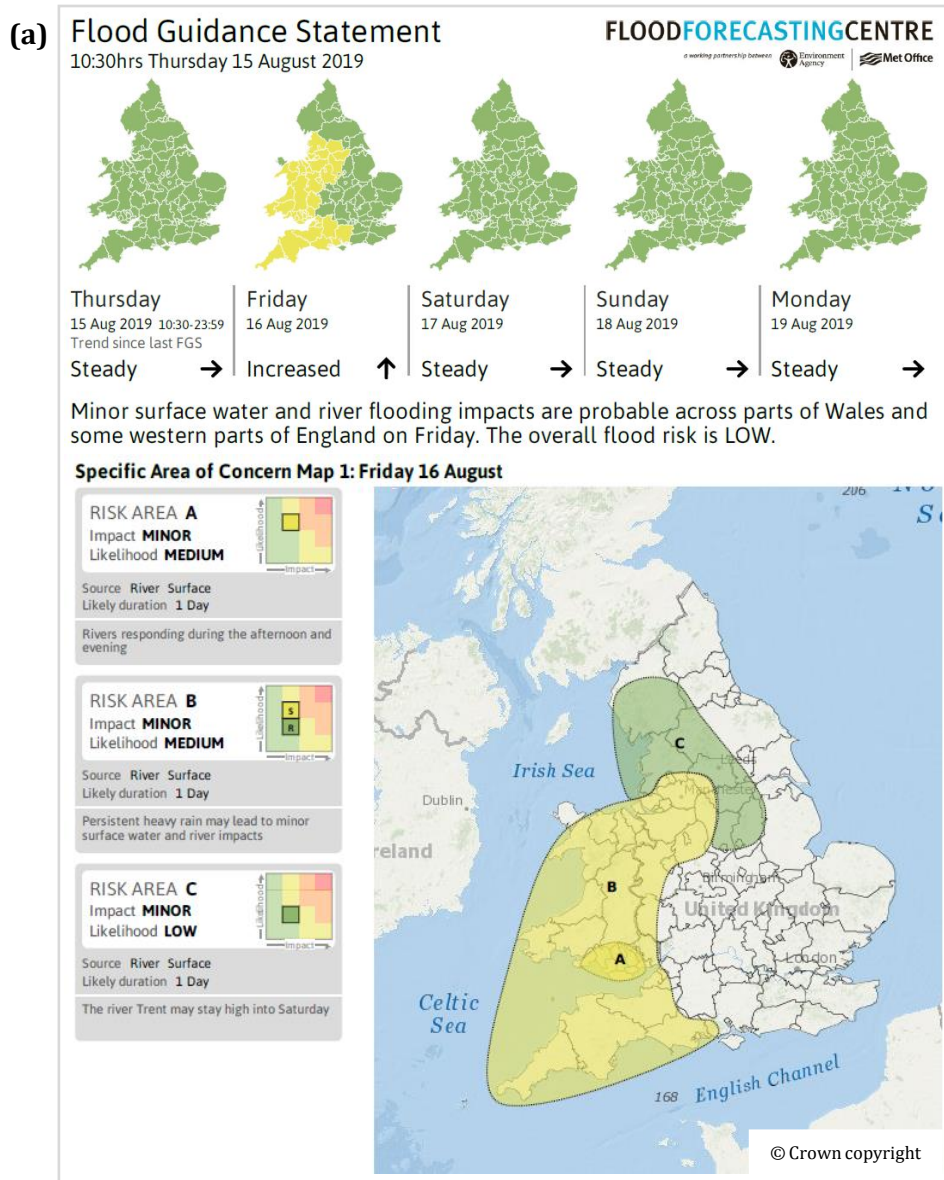 (a)
Flood Guidance Statement
10:30hrs Thursday 15 August 2019
FLOODFORECASTINGCENTRE
a working partnership between
Environment
Agency
Met Office
Thursday
15 Aug 2019 10:30-23:59
Trend since last FGS
Steady
Friday
16 Aug 2019
Increased
Saturday
17 Aug 2019
Steady
Sunday
18 Aug 2019
Steady
Monday
19 Aug 2019
Steady
Minor surface water and river flooding impacts are probable across parts of Wales and
some western parts of England on Friday. The overall flood risk is LOW.
Specific Area of Concern Map 1: Friday 16 August
RISK AREA A
Impact MINOR
Likelihood MEDIUM
Likelihood
Impact
Source River Surface
Likely duration 1 Day
Rivers responding during the afternoon and
evening
RISK AREA B
Impact MINOR
Likelihood MEDIUM
Likelihood
S
R
Impact
Source River Surface
Likely duration 1 Day
Persistent heavy rain may lead to minor
surface water and river impacts
RISK AREA C
Impact MINOR
Likelihood LOW
Likelihood
Impact
Source River Surface
Likely duration 1 Day
The river Trent may stay high into Saturday
206
C
Leeds
Irish Sea
Manchester
Dublin
reland
Birmingham
B
United Kingdom
A
London
Celtic
Sea
English Channel
168
© Crown copyright